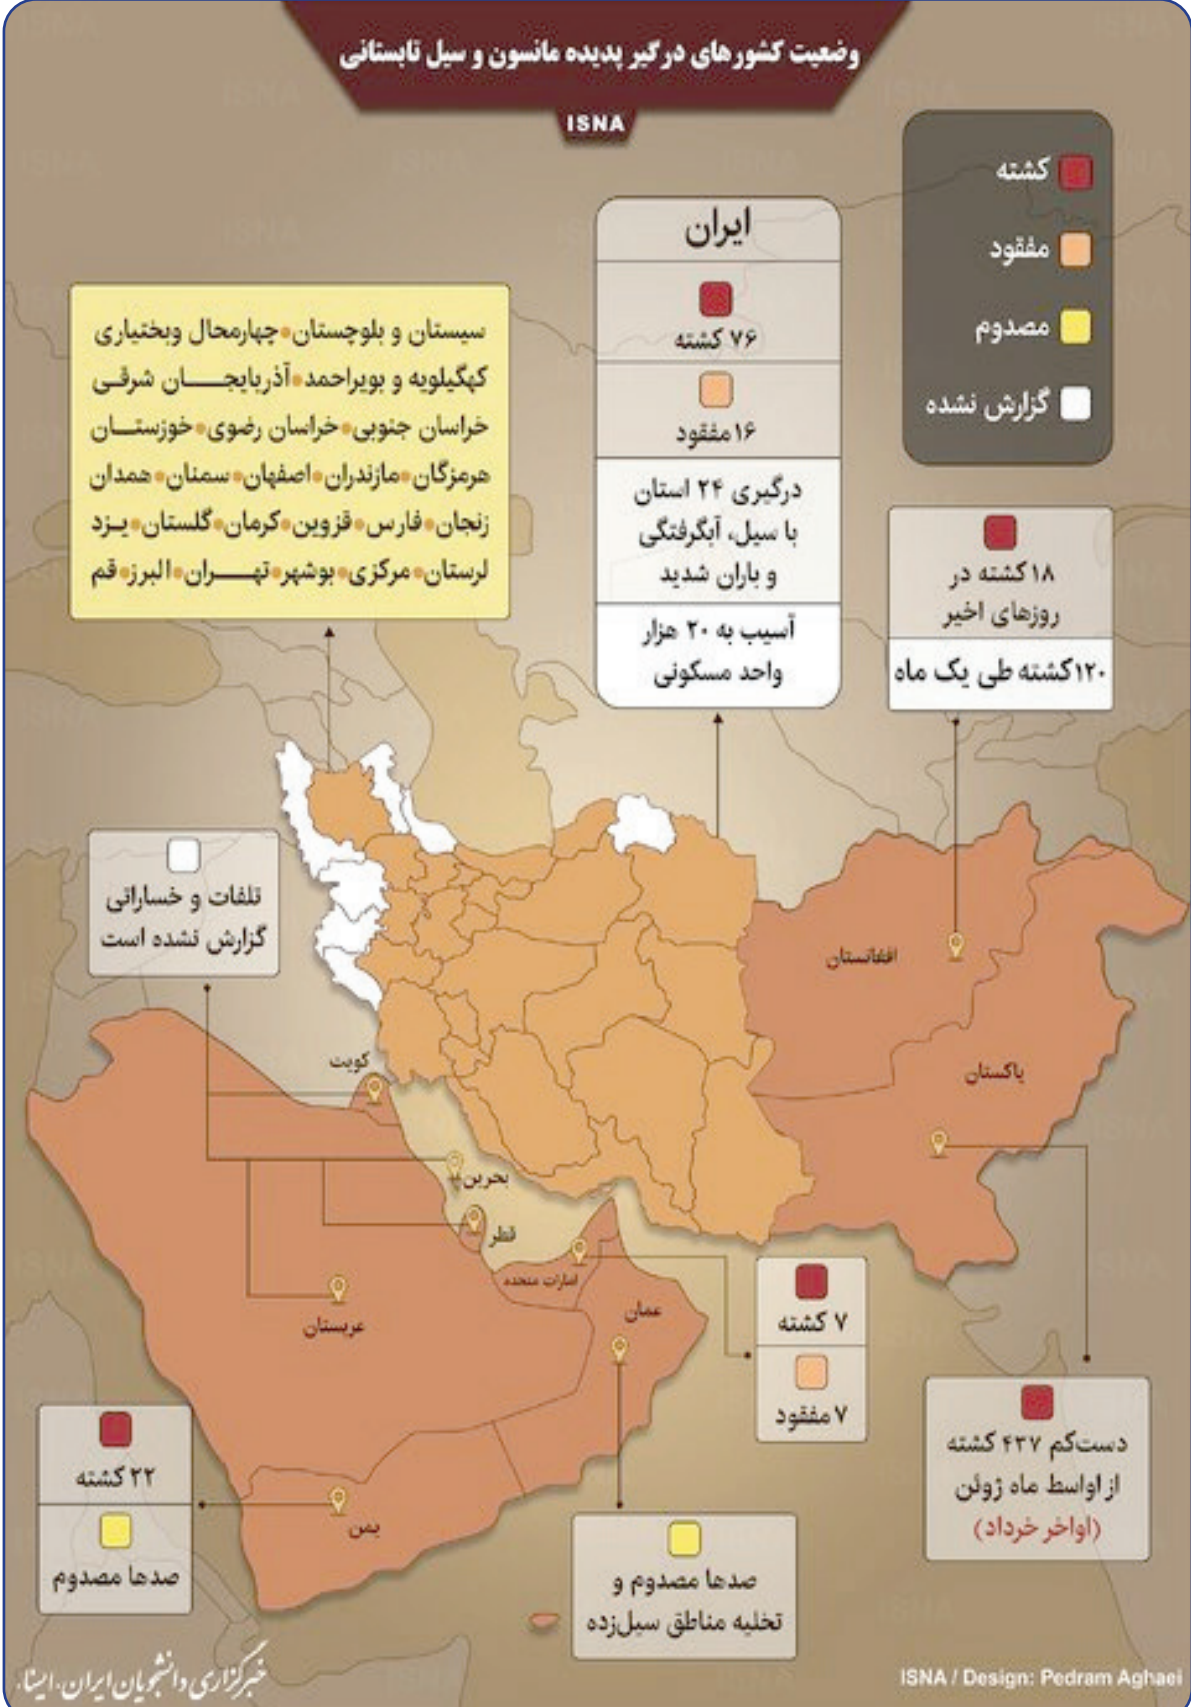 وضعیت کشورهای درگیر پدیده مانسون و سیل تابستانی
ISNA
کشته
مفقود
مصدوم
گزارش نشده
ایران
۷۶ کشته
۱۶ مفقود
درگیری ۲۴ استان
با سیل، آبگرفتگی
و باران شدید
آسیب به ۲۰ هزار
واحد مسکونی
سیستان و بلوچستان•چهارمحال وبختیاری
کهگیلویه و بویراحمد•آذربایجـــان شرقـی
خراسان جنوبی•خراسان رضوی•خوزستــان
هرمزگان•مازندران•اصفهان•سمنان•همدان
زنجان•فارس•قزوین•کرمان•گلستان•یـزد
لرستان•مرکزی•بوشهر•تهـــران•البرز•قم
۱۸ کشته در
روزهای اخیر
۱۲۰کشته طی یک ماه
تلفات و خساراتی
گزارش نشده است
افغانستان
پاکستان
کویت
بحرین
قطر
امارات متحده
عمان
عربستان
یمن
۷ کشته
۷ مفقود
دست‌کم ۴۳۷ کشته
از اواسط ماه ژوئن
(اواخر خرداد)
۲۲ کشته
صدها مصدوم
صدها مصدوم و
تخلیه مناطق سیل‌زده
خبرگزاری دانشجویان ایران.ایسنا.
ISNA / Design: Pedram Aghaei